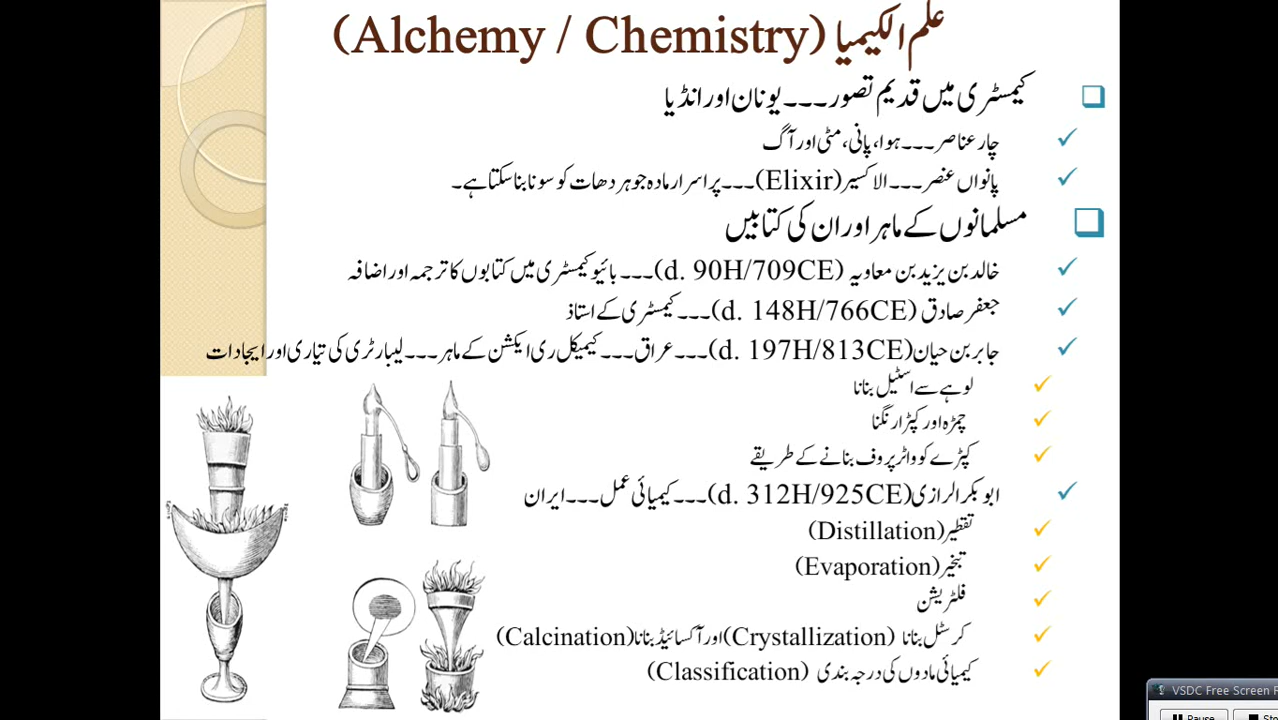 علم الکیمیا (Alchemy / Chemistry)
کیمسٹری میں قدیم تصور۔۔۔یونان اور انڈیا
چار عناصر۔۔۔ہوا، پانی، مٹی اور آگ
پانواں عنصر۔۔۔الاکسیر (Elixir)۔۔۔پراسرار مادہ جو ہر دھات کو سونا بنا سکتا ہے۔
مسلمانوں کے ماہر اور ان کی کتابیں
خالد بن یزید بن معاویہ (d. 90H/709CE)۔۔۔ بائیو کیمسٹری میں کتابوں کا ترجمہ اور اضافہ
جعفر صادق (d. 148H/766CE)۔۔۔کیمسٹری کے استاذ
جابر بن حیان(d. 197H/813CE)۔۔۔عراق۔۔۔کیمیکل ری ایکشن کے ماہر۔۔۔لیبارٹری کی تیاری اور ایجادات
لوہے سے اسٹیل بنانا
چمڑہ اور کپڑا رنگنا
کپڑے کو واٹر پروف بنانے کے طریقے
ابو بکر الرازی(d. 312H/925CE)۔۔۔کیمیائی عمل۔۔۔ایران
تقطیر(Distillation)
تبخیر(Evaporation)
فلٹریشن
کرسٹل بنانا (Crystallization)اور آکسائیڈ بنانا(Calcination)
کیمیائی مادوں کی درجہ بندی (Classification)
VSDC Free Screen
Pause